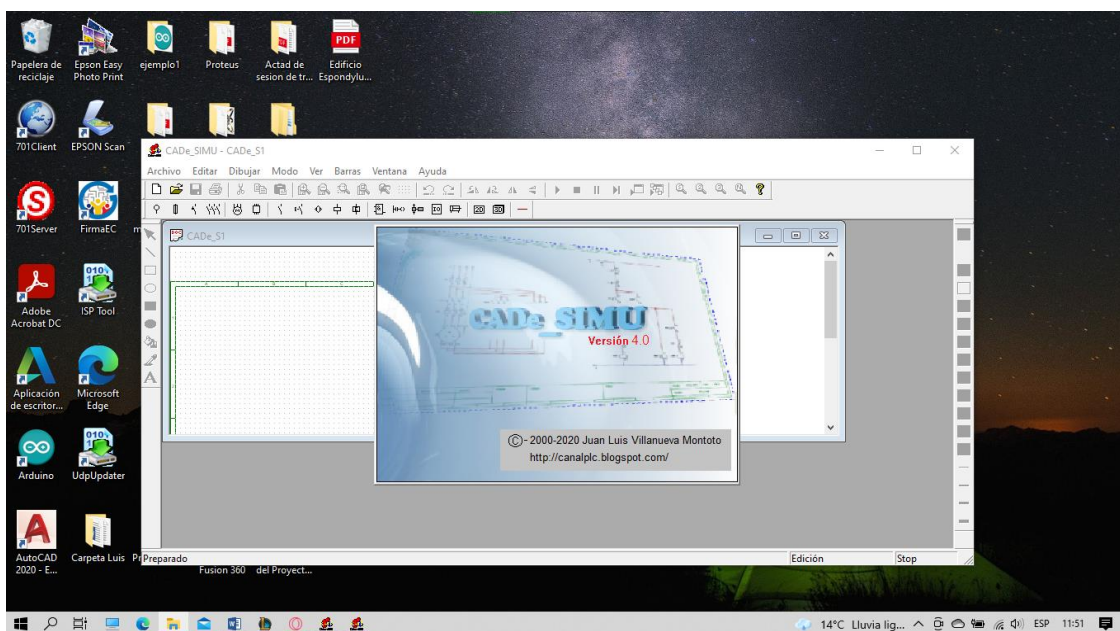 Papelera de reciclaje
Epson Easy Photo Print
ejemplo1
Proteus
Actad de sesion de tr...
PDF
Edificio Espondylu...
701Client
EPSON Scan
701Server
FirmaEC
Adobe Acrobat DC
ISP Tool
Aplicación de escritor...
Microsoft Edge
Arduino
UdpUpdater
AutoCAD 2020 - E...
Carpeta Luis
Fusion 360
del Proyect...
CADe_SIMU - CADe_S1
Archivo Editar Dibujar Modo Ver Barras Ventana Ayuda
CADe_S1
CADe_SIMU
Versión 4.0
©- 2000-2020 Juan Luis Villanueva Montoto
http://canalplc.blogspot.com/
Preparado
Edición
Stop
14°C Lluvia lig...
ESP
11:51